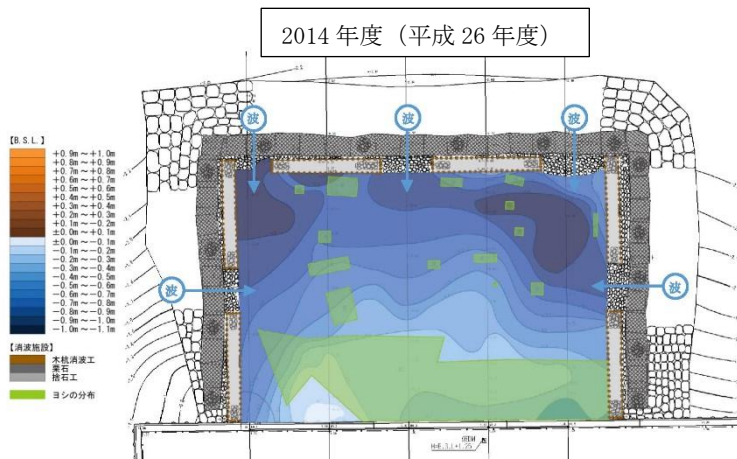 2014 年度（平成 26 年度）
波
波
波
【B.S.L.】
+0.9m～+1.0m
+0.8m～+0.9m
+0.7m～+0.8m
+0.6m～+0.7m
+0.5m～+0.6m
+0.4m～+0.5m
+0.3m～+0.4m
+0.2m～+0.3m
+0.1m～+0.2m
±0.0m～+0.1m
±0.0m～-0.1m
-0.1m～-0.2m
-0.2m～-0.3m
-0.3m～-0.4m
-0.4m～-0.5m
-0.5m～-0.6m
-0.6m～-0.7m
-0.7m～-0.8m
-0.8m～-0.9m
-0.9m～-1.0m
-1.0m～-1.1m
波
波
【消波施設】
木杭消波工
栗石
捨石工
ヨシの分布